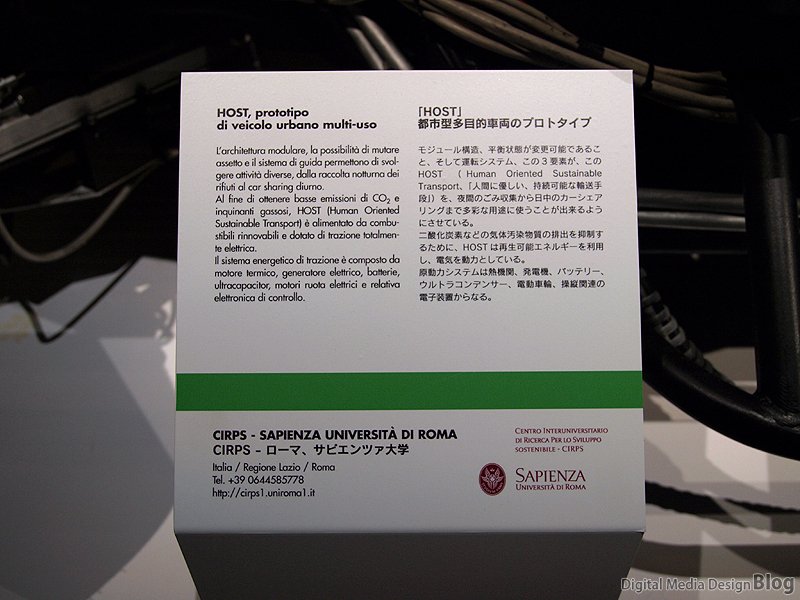 HOST, prototipo
di veicolo urbano multi-uso
L'architettura modulare, la possibilità di mutare
assetto e il sistema di guida permettono di svol-
gere attività diverse, dalla raccolta notturna dei
rifiuti al car sharing diurno.
Al fine di ottenere basse emissioni di CO2 e
inquinanti gassosi, HOST (Human Oriented
Sustainable Transport) è alimentato da combu-
stibili rinnovabili e dotato di trazione totalmen-
te elettrica.
Il sistema energetico di trazione è composto da
motore termico, generatore elettrico, batterie,
ultracapacitor, motori ruota elettrici e relativa
elettronica di controllo.
「HOST」
都市型多目的車両のプロトタイプ
モジュール構造、平衡状態が変更可能であるこ
と、そして運転システム、この3要素が、この
HOST （Human Oriented Sustainable
Transport、「人間に優しい、持続可能な輸送手
段」）を、夜間のごみ収集から日中のカーシェア
リングまで多彩な用途に使うことが出来るよう
にさせている。
二酸化炭素などの気体汚染物質の排出を抑制す
るために、HOSTは再生可能エネルギーを利用
し、電気を動力としている。
原動力システムは熱機関、発電機、バッテリー、
ウルトラコンデンサー、電動車輪、操縦関連の
電子装置からなる。
CIRPS - SAPIENZA UNIVERSITÀ DI ROMA
CIRPS - ローマ、サピエンツァ大学
Italia / Regione Lazio / Roma
Tel. +39 0644585778
http://cirps1.uniroma1.it
CENTRO INTERUNIVERSITARIO
DI RICERCA PER LO SVILUPPO
SOSTENIBILE - CIRPS
SAPIENZA
UNIVERSITÀ DI ROMA
Digital Media Design Blog